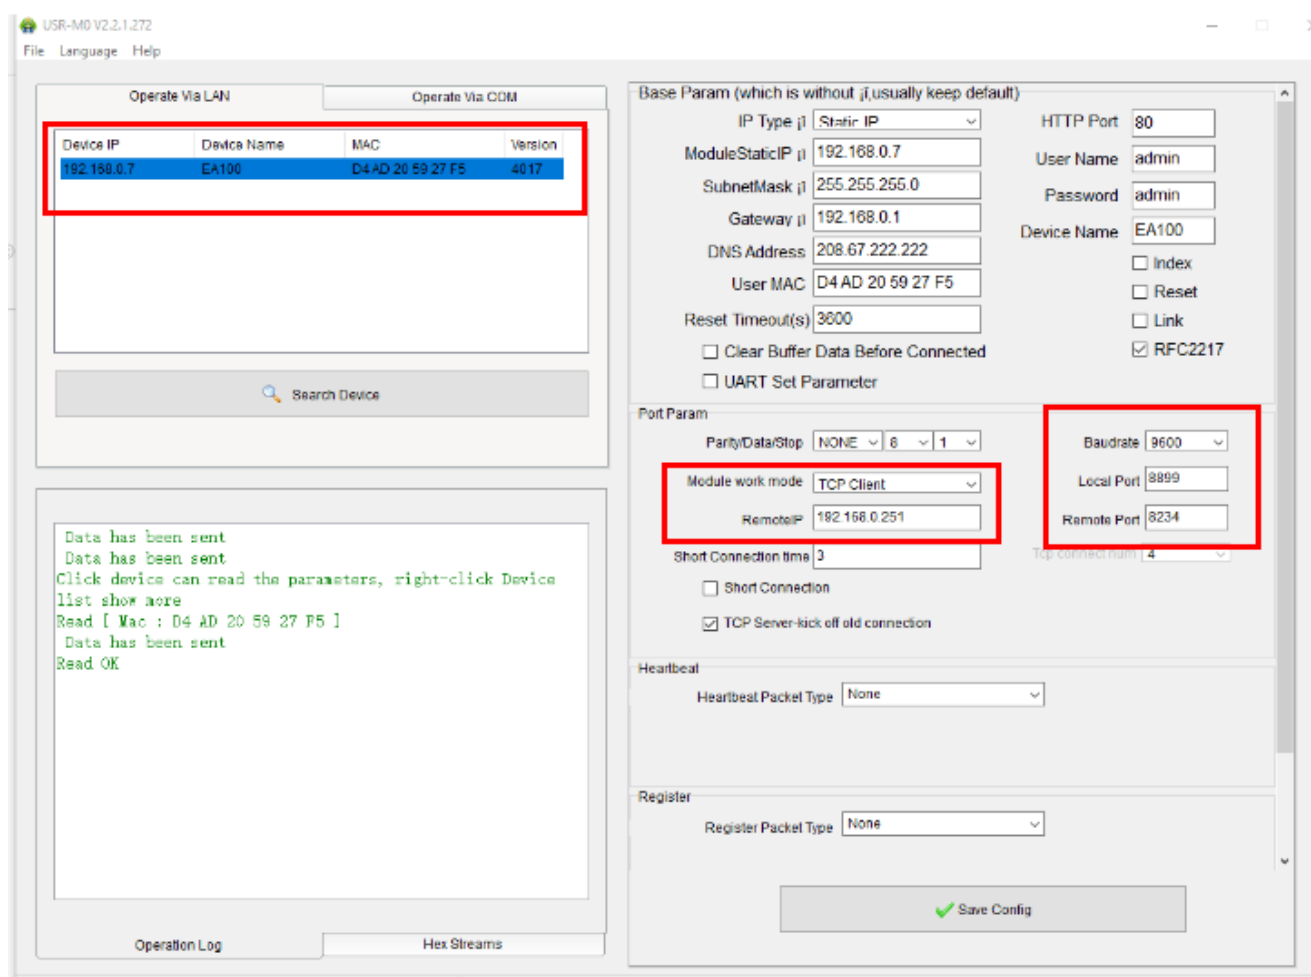 USR-M0 V2.2.1.272
File Language Help
Operate Via LAN Operate Via COM
Device IP Device Name MAC Version
192.168.0.7 EA100 D4 AD 20 59 27 F5 4017
Search Device
Data has been sent
Data has been sent
Click device can read the parameters, right-click Device
list show more
Read [ Mac : D4 AD 20 59 27 F5 ]
Data has been sent
Read OK
Operation Log Hex Streams
Base Param (which is without ¡ï,usually keep default)
IP Type ¡ï Static IP
ModuleStaticIP ¡ï 192.168.0.7
SubnetMask ¡ï 255.255.255.0
Gateway ¡ï 192.168.0.1
DNS Address 208.67.222.222
User MAC D4 AD 20 59 27 F5
Reset Timeout(s) 3600
Clear Buffer Data Before Connected
UART Set Parameter
HTTP Port 80
User Name admin
Password admin
Device Name EA100
Index
Reset
Link
RFC2217
Port Param
Parity/Data/Stop NONE 8 1
Module work mode TCP Client
RemoteIP 192.168.0.251
Short Connection time 3
Short Connection
TCP Server-kick off old connection
Baudrate 9600
Local Port 8899
Remote Port 8234
Tcp connect num 4
Heartbeat
Heartbeat Packet Type None
Register
Register Packet Type None
Save Config